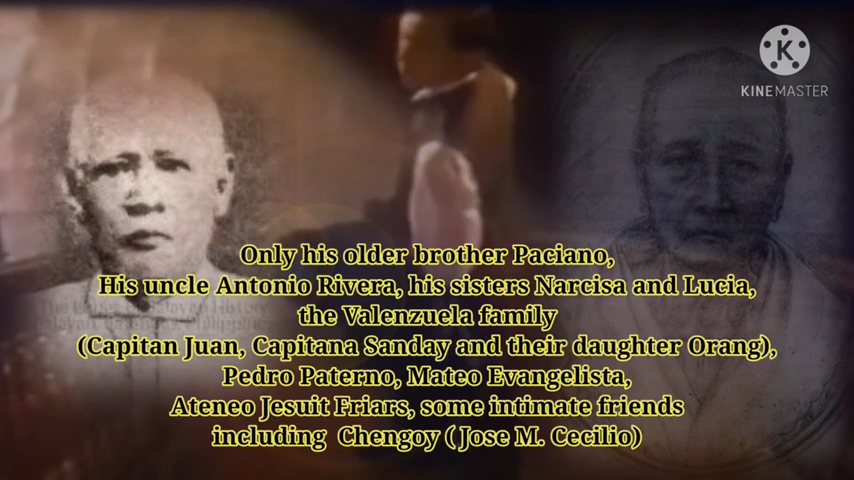 KINEMASTER
Only his older brother Paciano,
His uncle Antonio Rivera, his sisters Narcisa and Lucia,
the Valenzuela family
(Capitan Juan, Capitana Sanday and their daughter Orang),
Pedro Paterno, Mateo Evangelista,
Ateneo Jesuit Friars, some intimate friends
including Chengoy ( Jose M. Cecilio)